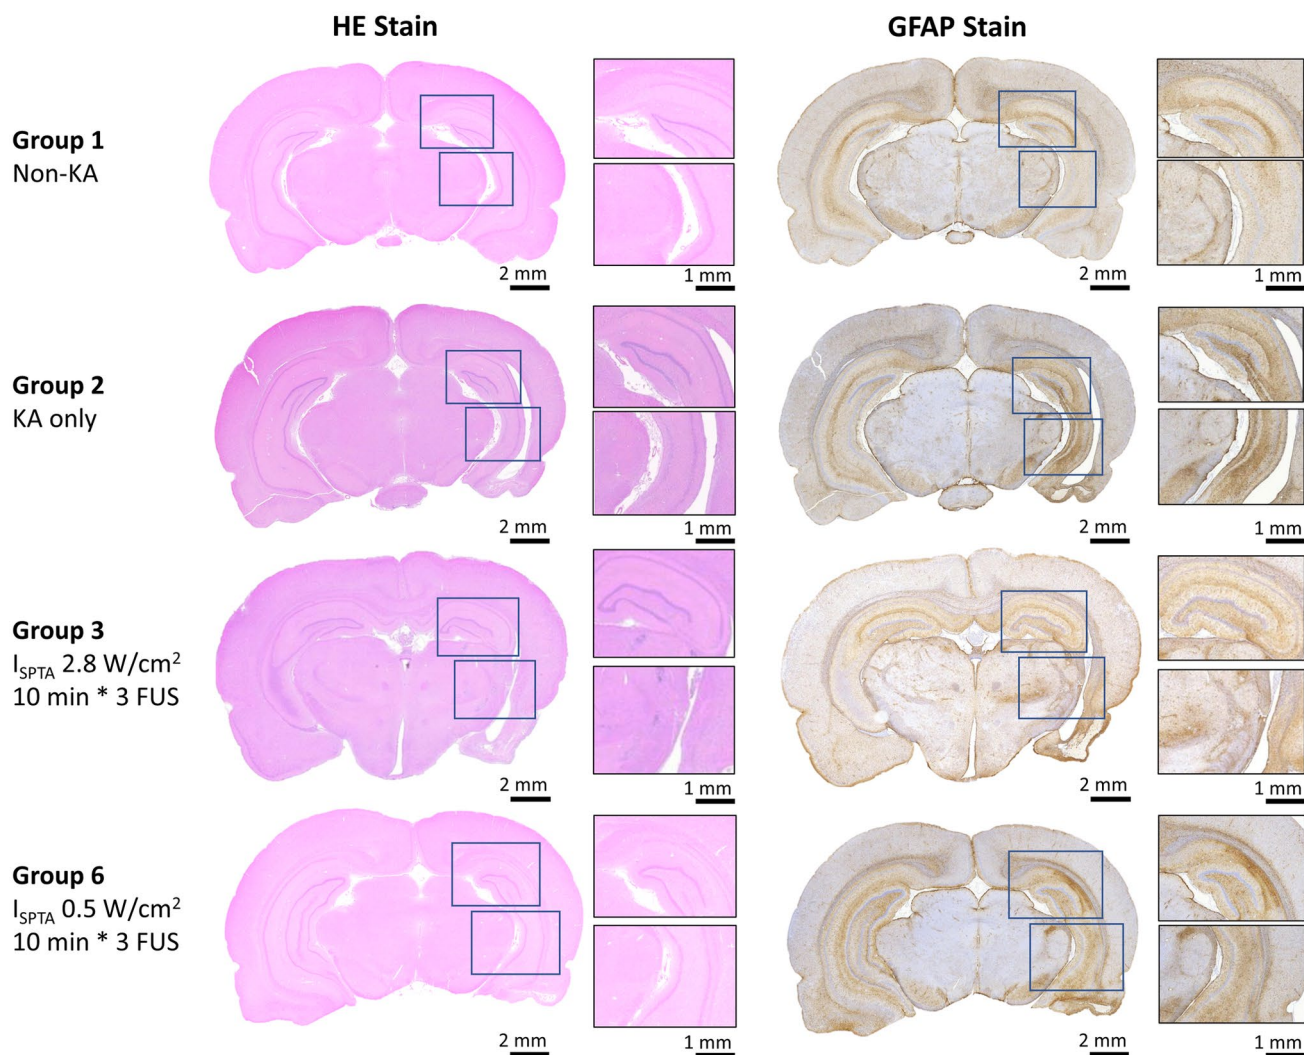 HE Stain
GFAP Stain
Group 1
Non-KA
2 mm
1 mm
2 mm
1 mm
Group 2
KA only
2 mm
1 mm
2 mm
1 mm
Group 3
I_SPTA 2.8 W/cm²
10 min * 3 FUS
2 mm
1 mm
2 mm
1 mm
Group 6
I_SPTA 0.5 W/cm²
10 min * 3 FUS
2 mm
1 mm
2 mm
1 mm